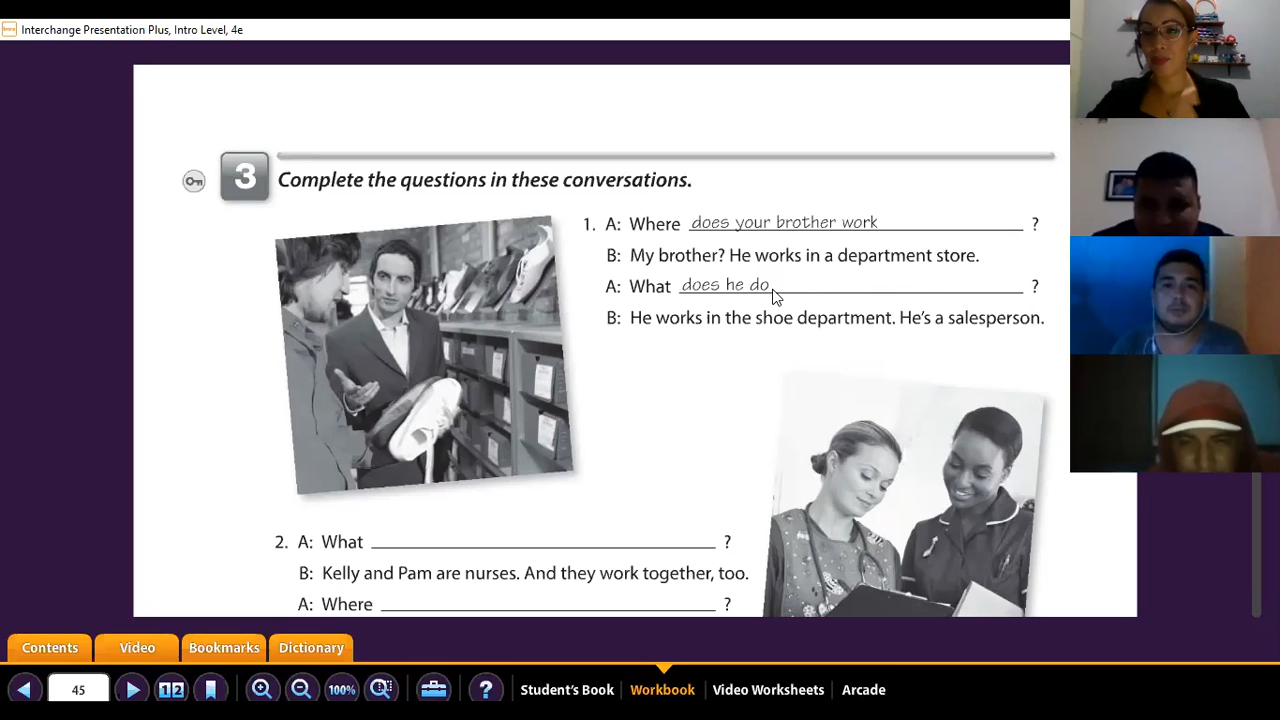 Interchange Presentation Plus, Intro Level, 4e
3 Complete the questions in these conversations.
1. A: Where does your brother work ?
B: My brother? He works in a department store.
A: What does he do ?
B: He works in the shoe department. He's a salesperson.
2. A: What ?
B: Kelly and Pam are nurses. And they work together, too.
A: Where ?
Contents Video Bookmarks Dictionary
45 1 2 100% ? Student's Book Workbook Video Worksheets Arcade